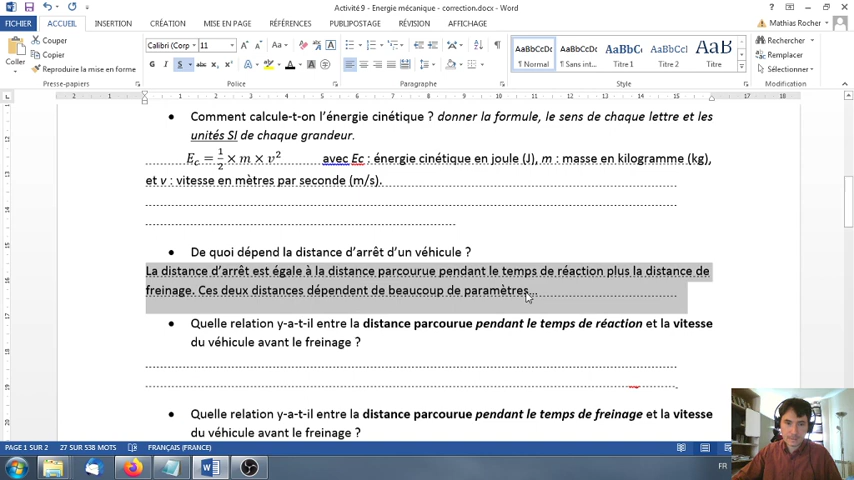 Activité 9 - Energie mécanique - correction.docx - Word
FICHIER ACCUEIL INSERTION CRÉATION MISE EN PAGE RÉFÉRENCES PUBLIPOSTAGE RÉVISION AFFICHAGE Mathias Rocher
Coller
Couper
Copier
Reproduire la mise en forme
Presse-papiers
Calibri (Corp 11
G I S abc x₂ x²
Police
Paragraphe
AaBbCcDc AaBbCcDc AaBbCc AaBbCcI AaB
¶ Normal ¶ Sans int... Titre 1 Titre 2 Titre
Style
Rechercher
Remplacer
Sélectionner
Modification
• Comment calcule-t-on l’énergie cinétique ? donner la formule, le sens de chaque lettre et les
unités SI de chaque grandeur.
E_c = 1/2 × m × v² avec Ec : énergie cinétique en joule (J), m : masse en kilogramme (kg),
et v : vitesse en mètres par seconde (m/s).
• De quoi dépend la distance d’arrêt d’un véhicule ?
La distance d’arrêt est égale à la distance parcourue pendant le temps de réaction plus la distance de
freinage. Ces deux distances dépendent de beaucoup de paramètres...
• Quelle relation y-a-t-il entre la distance parcourue pendant le temps de réaction et la vitesse
du véhicule avant le freinage ?
• Quelle relation y-a-t-il entre la distance parcourue pendant le temps de freinage et la vitesse
du véhicule avant le freinage ?
PAGE 1 SUR 2 27 SUR 538 MOTS FRANÇAIS (FRANCE)
FR